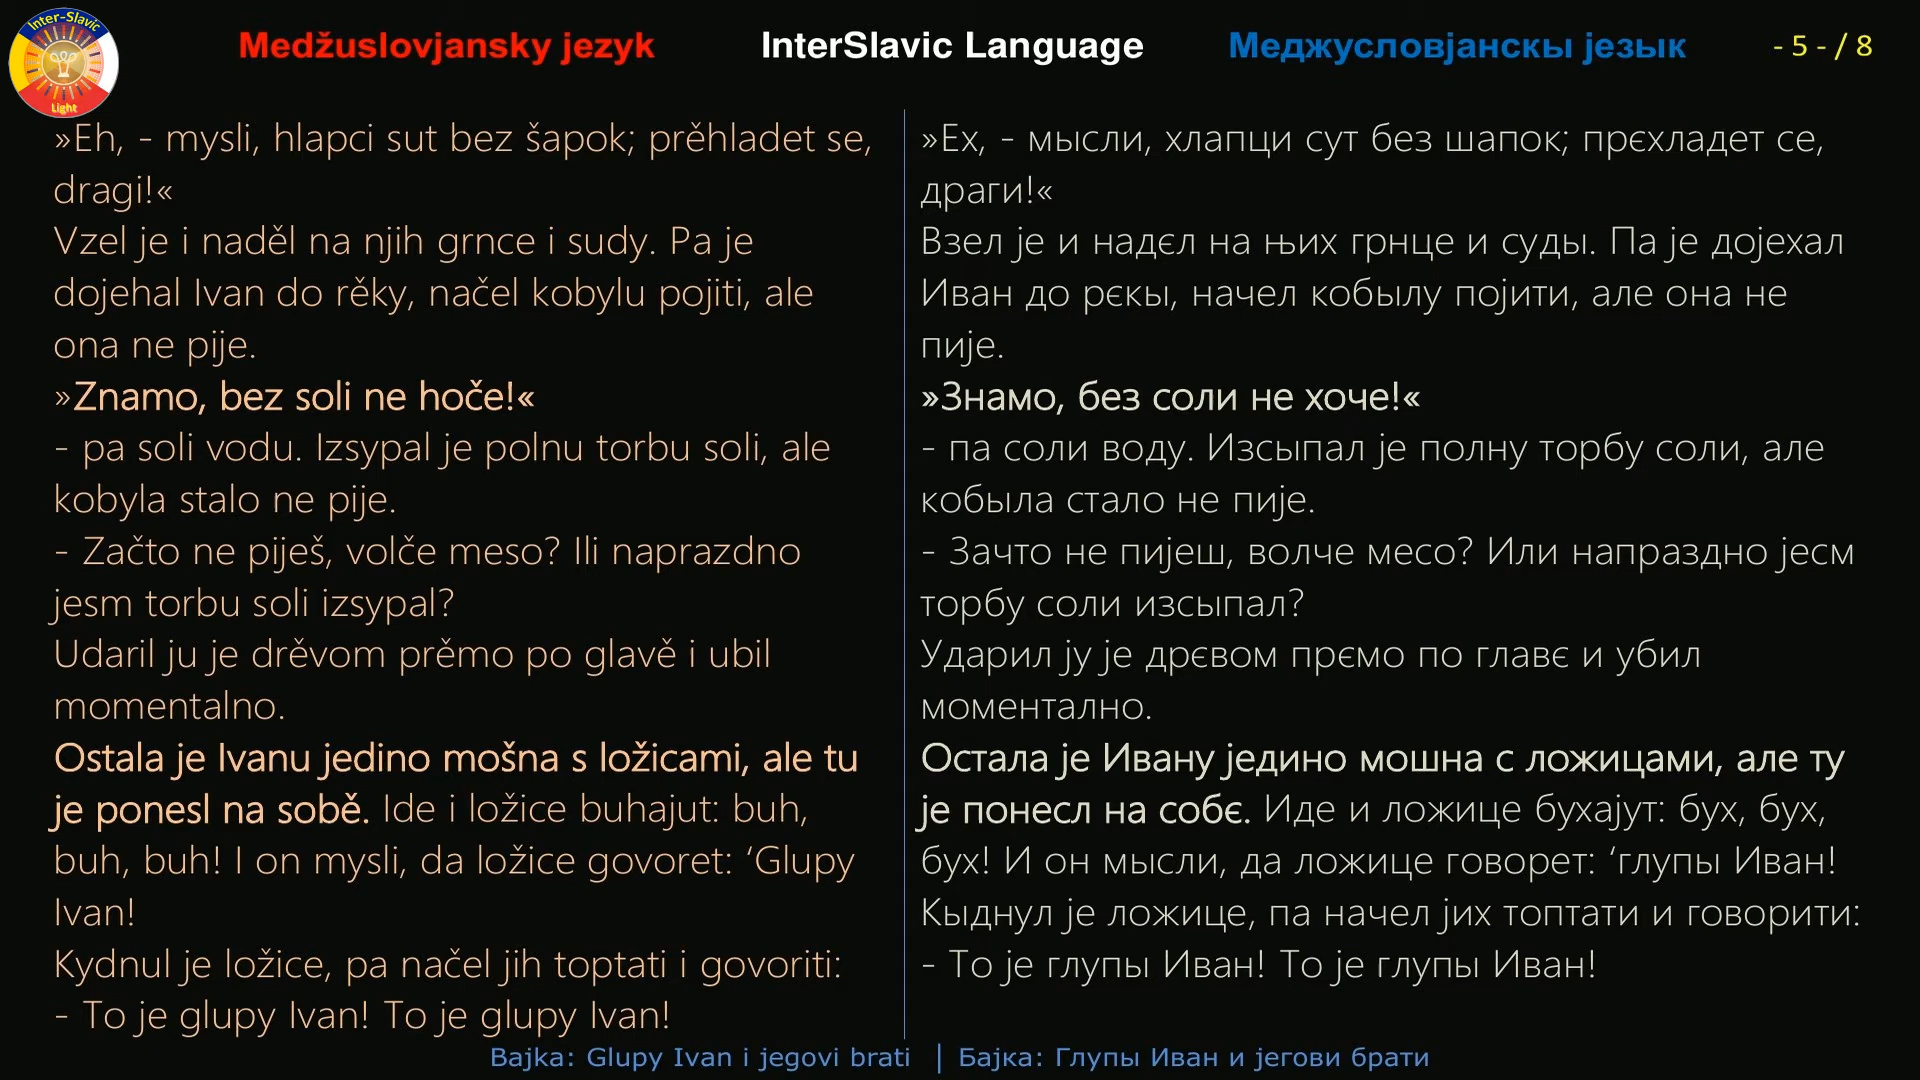 Inter-Slavic
Light
Medžuslovjansky jezyk
InterSlavic Language
Меджусловјанскы језык
- 5 - / 8
»Eh, - mysli, hlapci sut bez šapok; prěhladet se,
dragi!«
Vzel je i naděl na njih grnce i sudy. Pa je
dojehal Ivan do rěky, načel kobylu pojiti, ale
ona ne pije.
»Znamo, bez soli ne hoče!«
- pa soli vodu. Izsypal je polnu torbu soli, ale
kobyla stalo ne pije.
- Začto ne piješ, volče meso? Ili naprazdno
jesm torbu soli izsypal?
Udaril ju je drěvom prěmo po glavě i ubil
momentalno.
Ostala je Ivanu jedino mošna s ložicami, ale tu
je ponesl na sobě. Ide i ložice buhajut: buh,
buh, buh! I on mysli, da ložice govoret: ‘Glupy
Ivan!
Kydnul je ložice, pa načel jih toptati i govoriti:
- To je glupy Ivan! To je glupy Ivan!
»Ех, - мысли, хлапци сут без шапок; прєхладет се,
драги!«
Взел је и надєл на њих грнце и суды. Па је дојехал
Иван до рєкы, начел кобылу појити, але она не
пије.
»Знамо, без соли не хоче!«
- па соли воду. Изсыпал је полну торбу соли, але
кобыла стало не пије.
- Зачто не пијеш, волче месо? Или напраздно јесм
торбу соли изсыпал?
Ударил ју је дрєвом прємо по главє и убил
моментално.
Остала је Ивану једино мошна с ложицами, але ту
је понесл на собє. Иде и ложице бухајут: бух, бух,
бух! И он мысли, да ложице говорет: ‘глупы Иван!
Кыднул је ложице, па начел јих топтати и говорити:
- То је глупы Иван! То је глупы Иван!
Bajka: Glupy Ivan i jegovi brati | Бајка: Глупы Иван и јегови брати